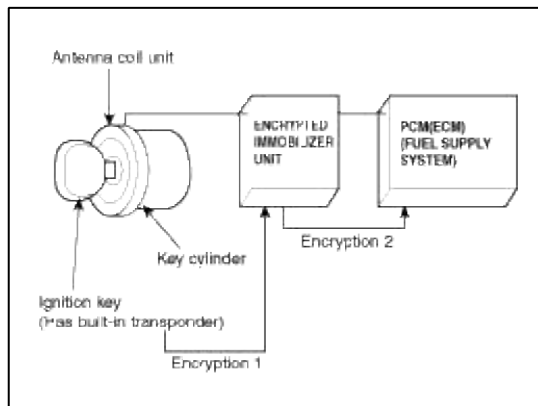 Antenna coil unit
ENCRYPTED
IMMOBILIZER
UNIT
PCM(ECM)
(FUEL SUPPLY
SYSTEM)
Encryption 2
Key cylinder
Ignition key
(Has built-in transponder)
Encryption 1